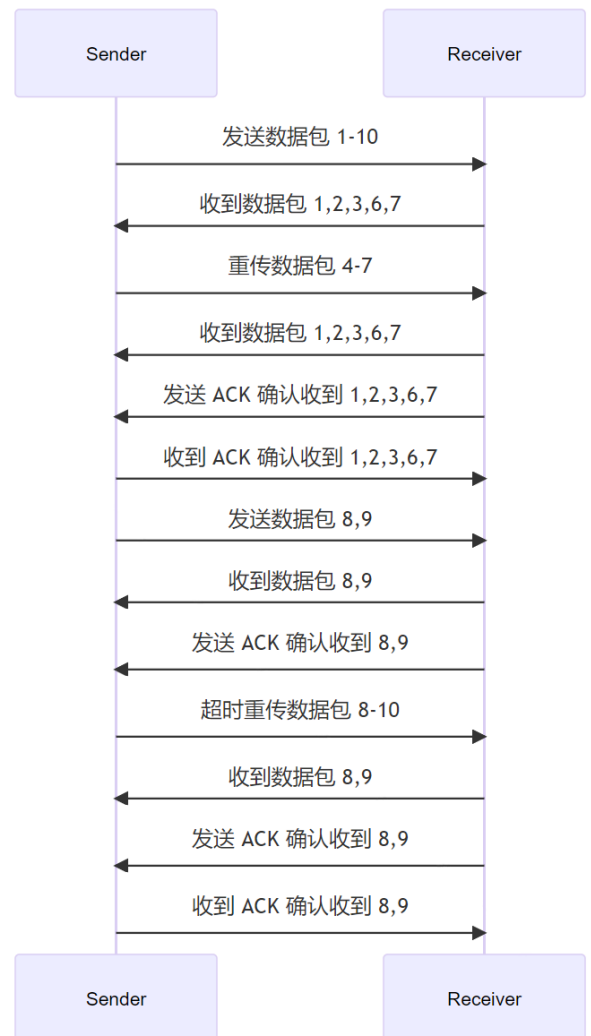 Sender Receiver
发送数据包 1-10
收到数据包 1,2,3,6,7
重传数据包 4-7
收到数据包 1,2,3,6,7
发送 ACK 确认收到 1,2,3,6,7
收到 ACK 确认收到 1,2,3,6,7
发送数据包 8,9
收到数据包 8,9
发送 ACK 确认收到 8,9
超时重传数据包 8-10
收到数据包 8,9
发送 ACK 确认收到 8,9
收到 ACK 确认收到 8,9
Sender Receiver